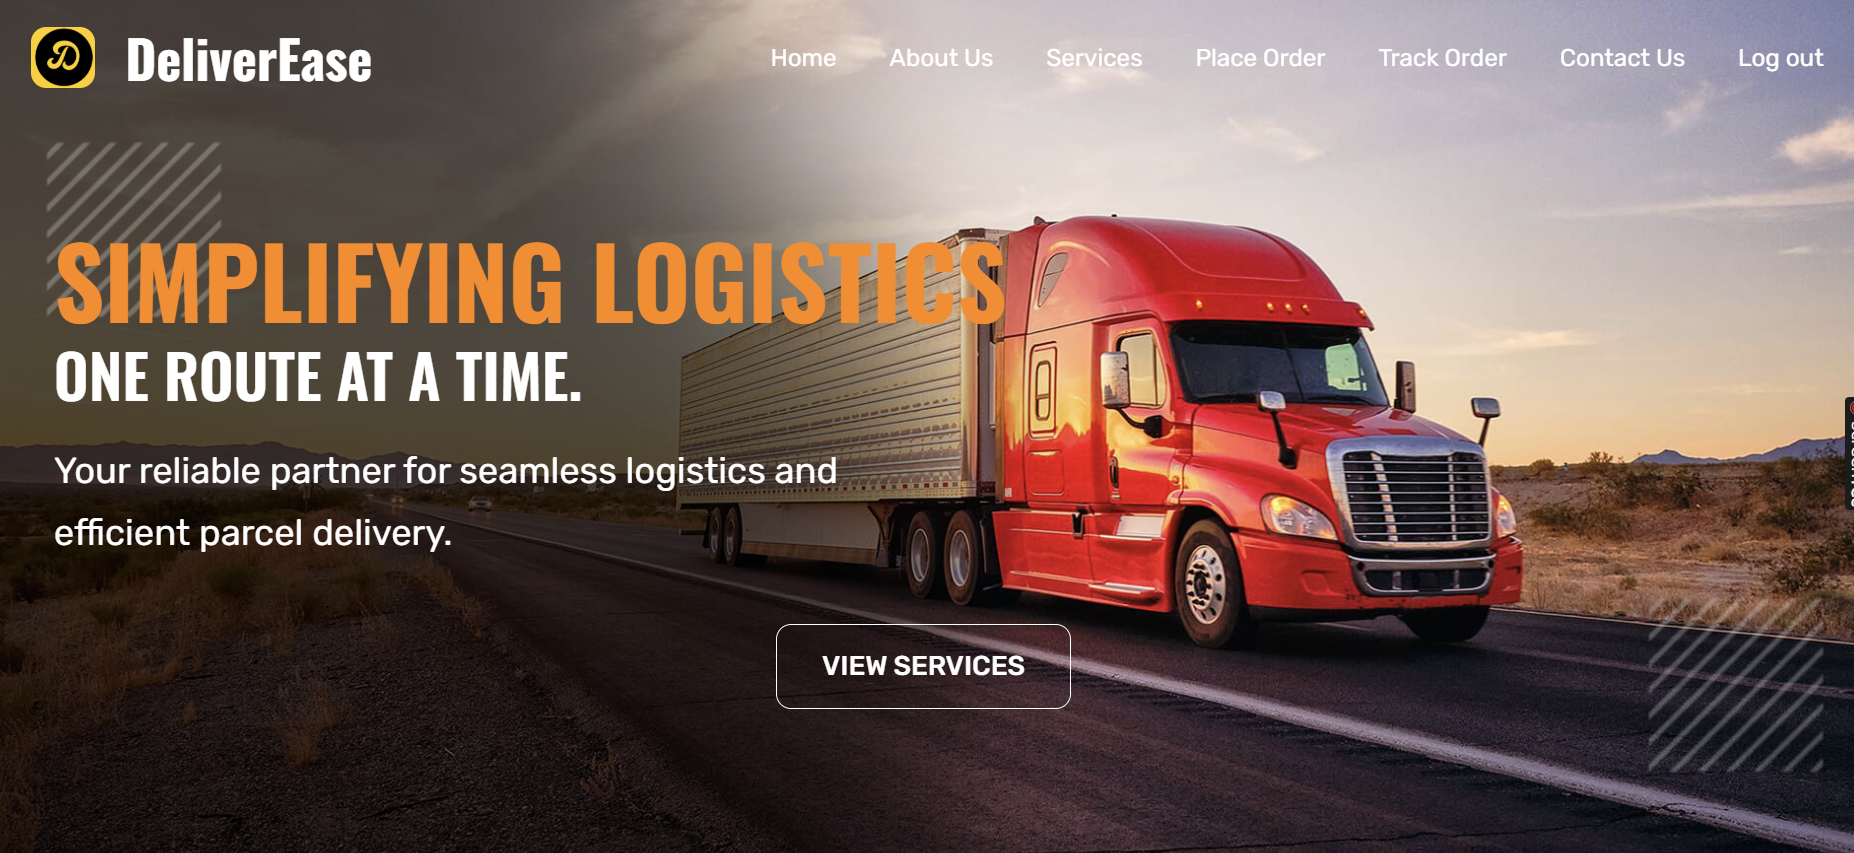 DeliverEase
Home About Us Services Place Order Track Order Contact Us Log out
SIMPLIFYING LOGISTICS
ONE ROUTE AT A TIME.
Your reliable partner for seamless logistics and
efficient parcel delivery.
VIEW SERVICES